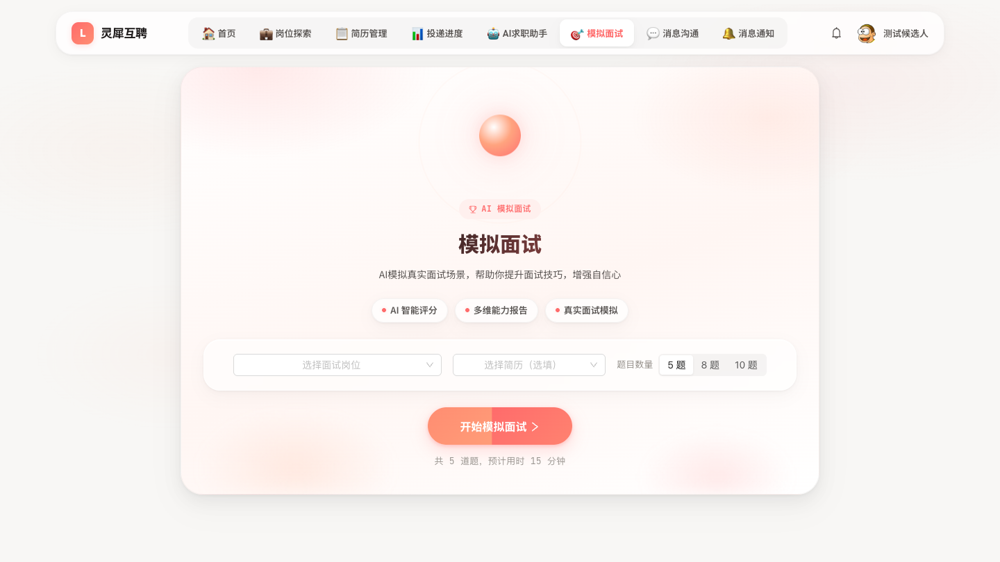 L 灵犀互聘 首页 岗位探索 简历管理 投递进度 AI求职助手 模拟面试 消息沟通 消息通知 测试候选人
AI 模拟面试
模拟面试
AI模拟真实面试场景，帮助你提升面试技巧，增强自信心
AI 智能评分 多维能力报告 真实面试模拟
选择面试岗位 选择简历（选填） 题目数量 5 题 8 题 10 题
开始模拟面试
共 5 道题，预计用时 15 分钟